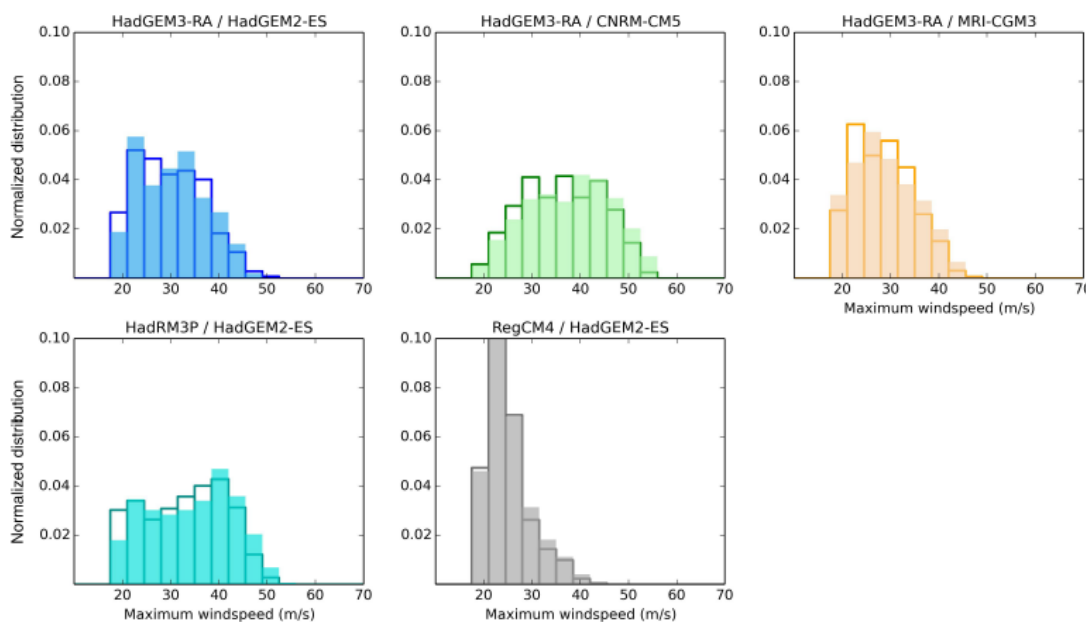 HadGEM3-RA / HadGEM2-ES
HadGEM3-RA / CNRM-CM5
HadGEM3-RA / MRI-CGM3
Normalized distribution
0.10
0.08
0.06
0.04
0.02
20 30 40 50 60 70
0.10
0.08
0.06
0.04
0.02
20 30 40 50 60 70
0.10
0.08
0.06
0.04
0.02
20 30 40 50 60 70
Maximum windspeed (m/s)
HadRM3P / HadGEM2-ES
RegCM4 / HadGEM2-ES
Normalized distribution
0.10
0.08
0.06
0.04
0.02
20 30 40 50 60 70
Maximum windspeed (m/s)
0.10
0.08
0.06
0.04
0.02
20 30 40 50 60 70
Maximum windspeed (m/s)